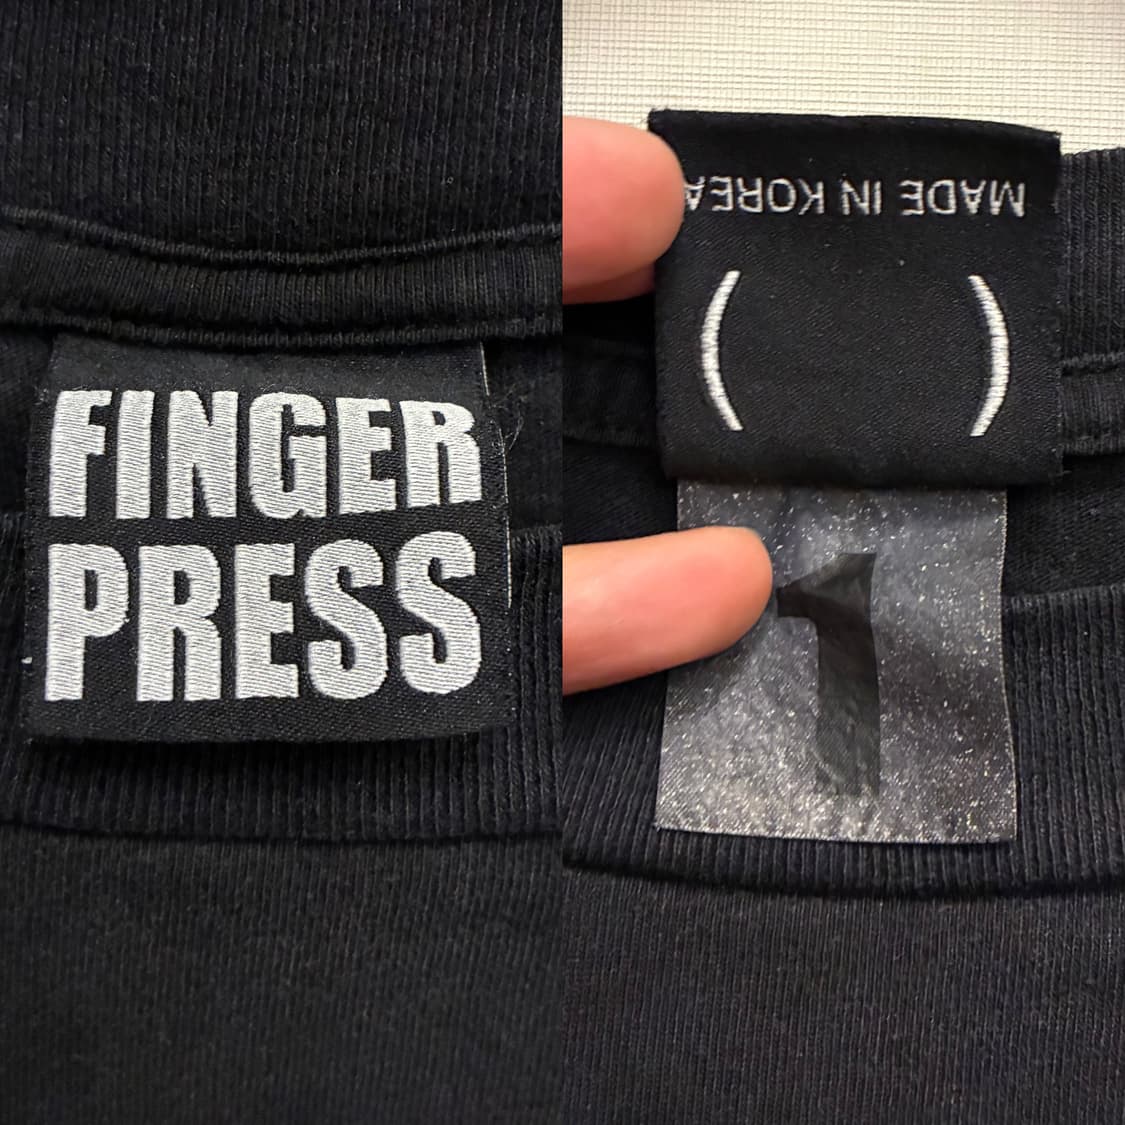 FINGER
PRESS
MADE IN KOREA
( )
1